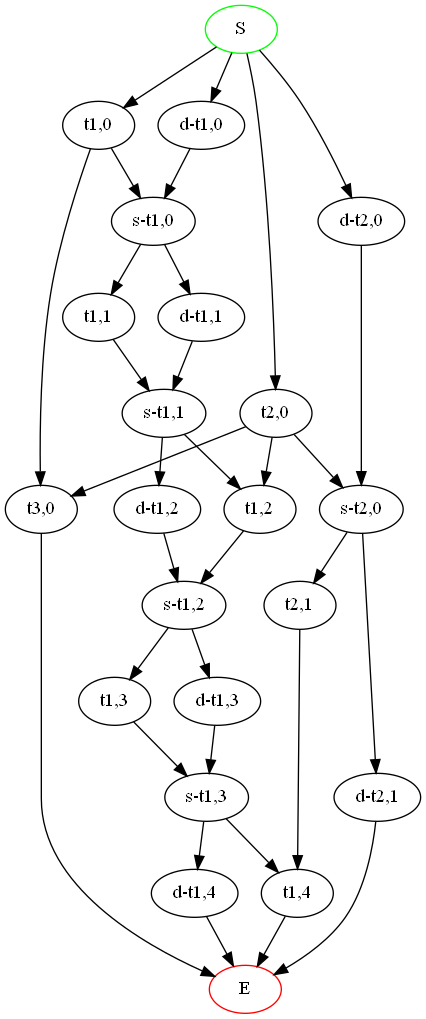 S
t1,0
d-t1,0
s-t1,0
d-t2,0
t1,1
d-t1,1
s-t1,1
t2,0
t3,0
d-t1,2
t1,2
s-t2,0
s-t1,2
t2,1
t1,3
d-t1,3
s-t1,3
d-t2,1
d-t1,4
t1,4
E